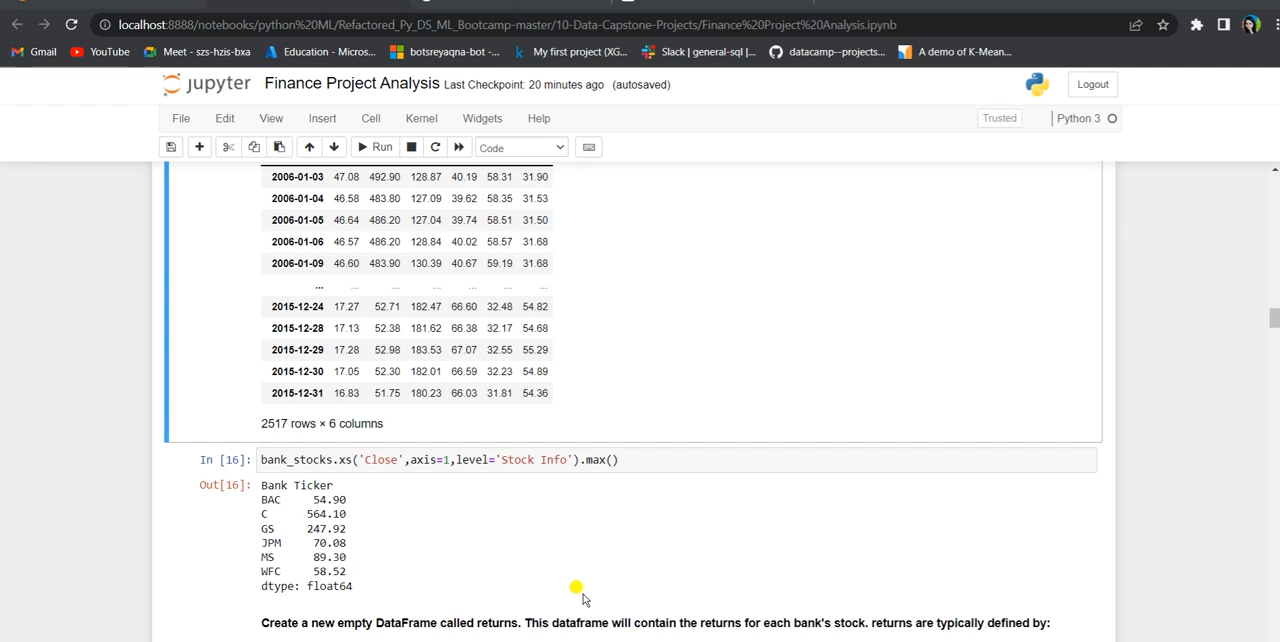 localhost:8888/notebooks/python%20ML/Refactored_Py_DS_ML_Bootcamp-master/10-Data-Capstone-Projects/Finance%20Project%20Analysis.ipynb
Gmail YouTube Meet - szs-hzis-bxa Education - Micros... botsreyaqna-bot -... My first project (XG... Slack | general-sql |... datacamp--projects... A demo of K-Mean...
jupyter Finance Project Analysis Last Checkpoint: 20 minutes ago (autosaved) Logout
File Edit View Insert Cell Kernel Widgets Help Trusted Python 3
Run Code
2006-01-03 47.08 492.90 128.87 40.19 58.31 31.90
2006-01-04 46.58 483.80 127.09 39.62 58.35 31.53
2006-01-05 46.64 486.20 127.04 39.74 58.51 31.50
2006-01-06 46.57 486.20 128.84 40.02 58.57 31.68
2006-01-09 46.60 483.90 130.39 40.67 59.19 31.68
... ... ... ... ... ... ...
2015-12-24 17.27 52.71 182.47 66.60 32.48 54.82
2015-12-28 17.13 52.38 181.62 66.38 32.17 54.68
2015-12-29 17.28 52.98 183.53 67.07 32.55 55.29
2015-12-30 17.05 52.30 182.01 66.59 32.23 54.89
2015-12-31 16.83 51.75 180.23 66.03 31.81 54.36
2517 rows × 6 columns
In [16]: bank_stocks.xs('Close',axis=1,level='Stock Info').max()
Out[16]: Bank Ticker
BAC 54.90
C 564.10
GS 247.92
JPM 70.08
MS 89.30
WFC 58.52
dtype: float64
Create a new empty DataFrame called returns. This dataframe will contain the returns for each bank's stock. returns are typically defined by: